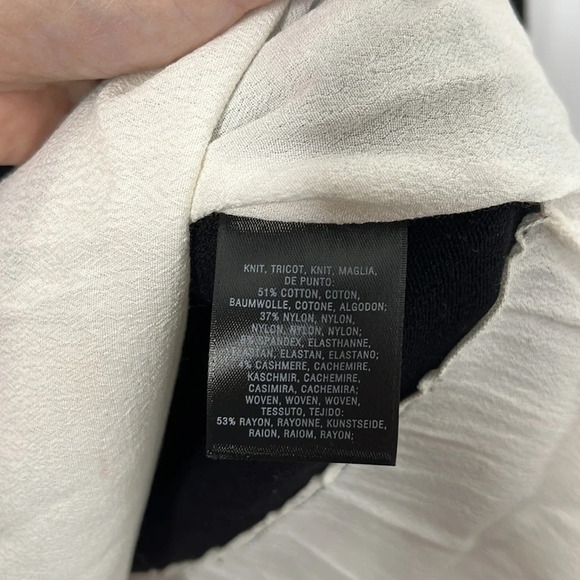 KNIT, TRICOT, KNIT, MAGLIA,
DE PUNTO:
51% COTTON, COTON,
BAUMWOLLE, COTONE, ALGODON;
37% NYLON, NYLON,
NYLON, NYLON, NYLON;
8% SPANDEX, ELASTHANNE,
ELASTAN, ELASTAN, ELASTANO;
4% CASHMERE, CACHEMIRE,
KASCHMIR, CACHEMIRE,
CASIMIRA, CACHEMIRA;
WOVEN, WOVEN, WOVEN,
TESSUTO, TEJIDO:
53% RAYON, RAYONNE, KUNSTSEIDE,
RAION, RAIOM, RAYON;